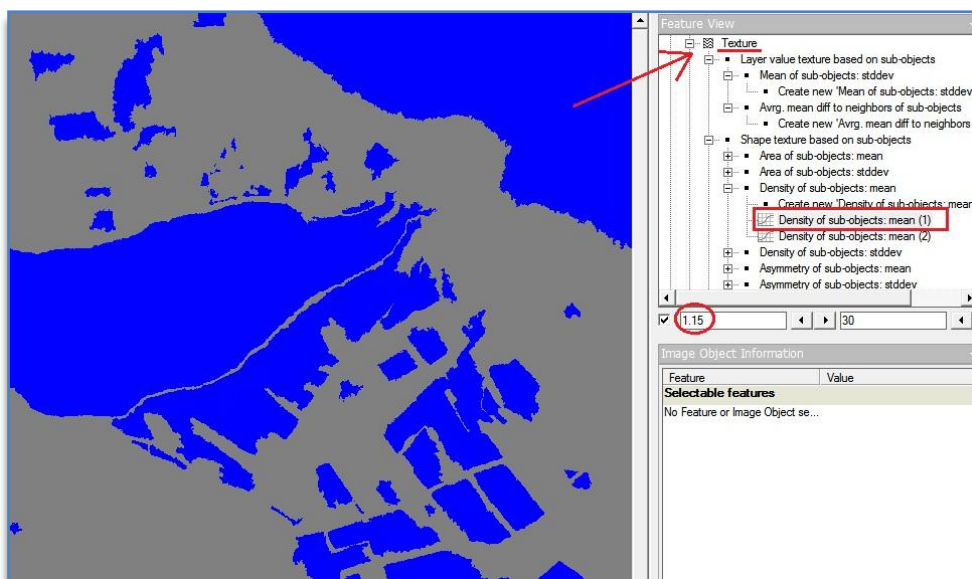 Feature View
Texture
Layer value texture based on sub-objects
Mean of sub-objects: stddev
Create new 'Mean of sub-objects: stddev
Avrg. mean diff to neighbors of sub-objects
Create new 'Avrg. mean diff to neighbors
Shape texture based on sub-objects
Area of sub-objects: mean
Area of sub-objects: stddev
Density of sub-objects: mean
Create new 'Density of sub-objects: mean
Density of sub-objects: mean (1)
Density of sub-objects: mean (2)
Density of sub-objects: stddev
Asymmetry of sub-objects: mean
Asymmetry of sub-objects: stddev
1.15 30
Image Object Information
Feature Value
Selectable features
No Feature or Image Object se...